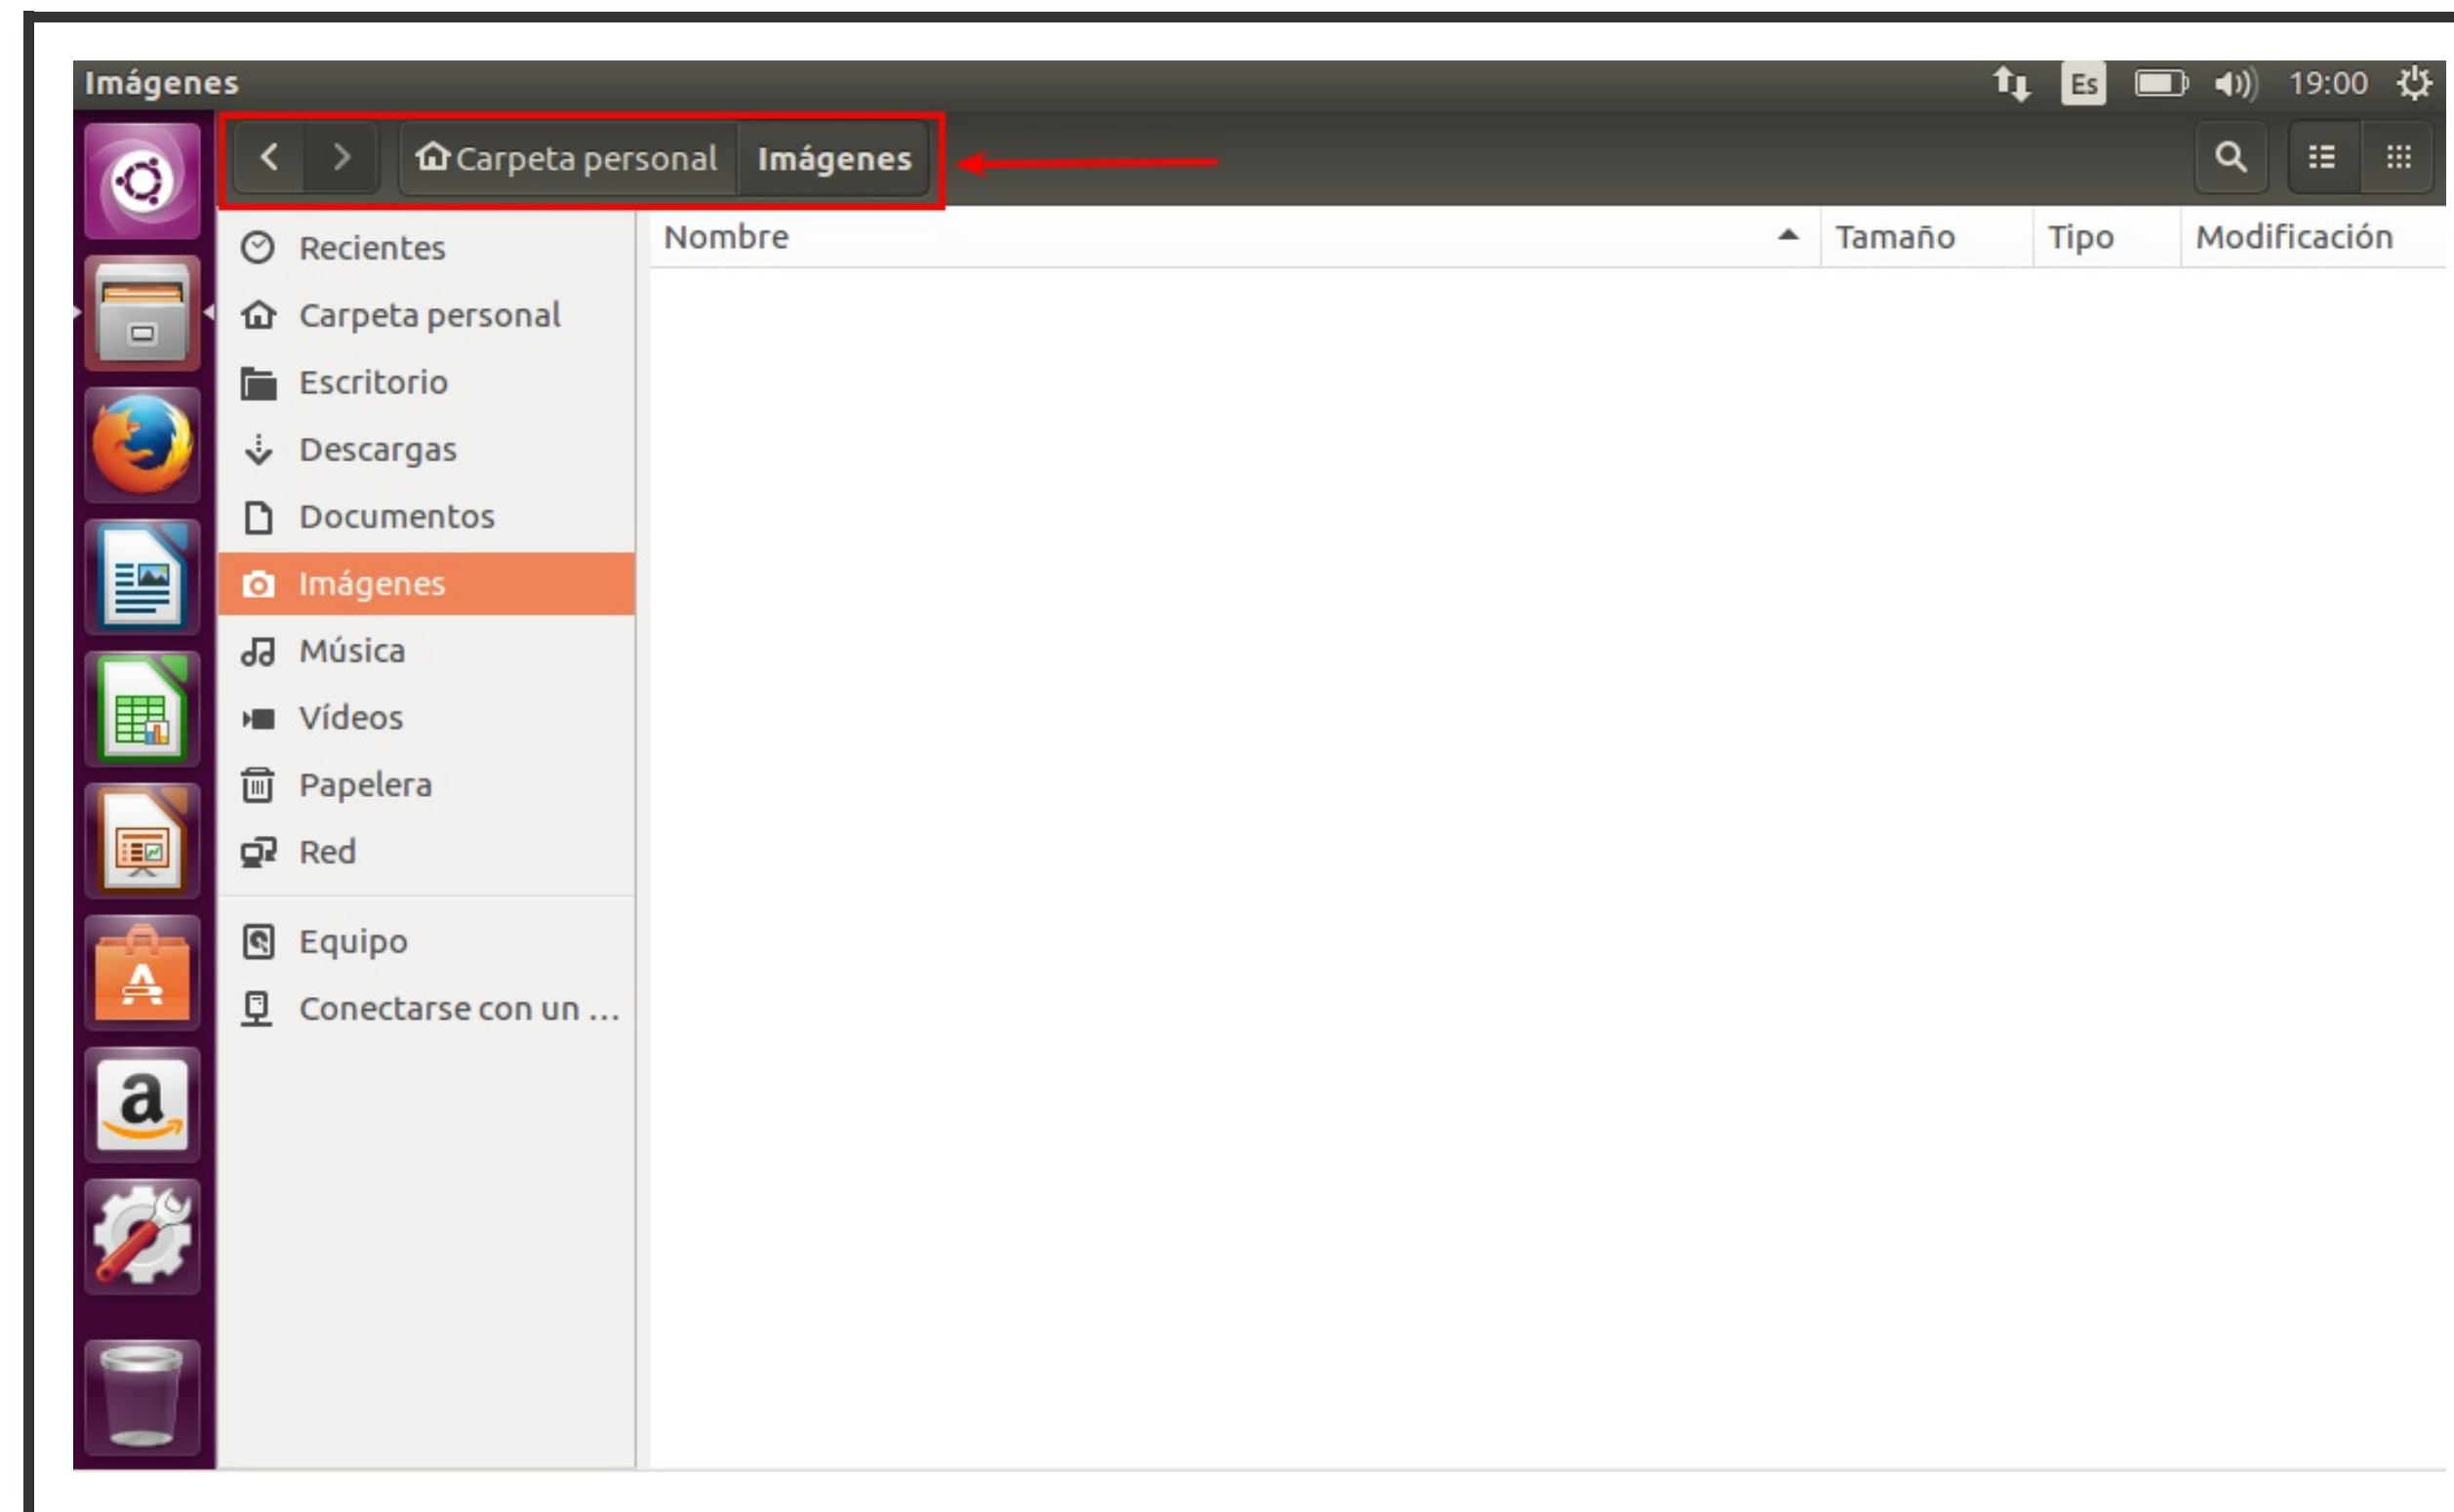 Imágenes
Es 19:00
Carpeta personal Imágenes
Nombre Tamaño Tipo Modificación
Recientes
Carpeta personal
Escritorio
Descargas
Documentos
Imágenes
Música
Vídeos
Papelera
Red
Equipo
Conectarse con un ...
A
a